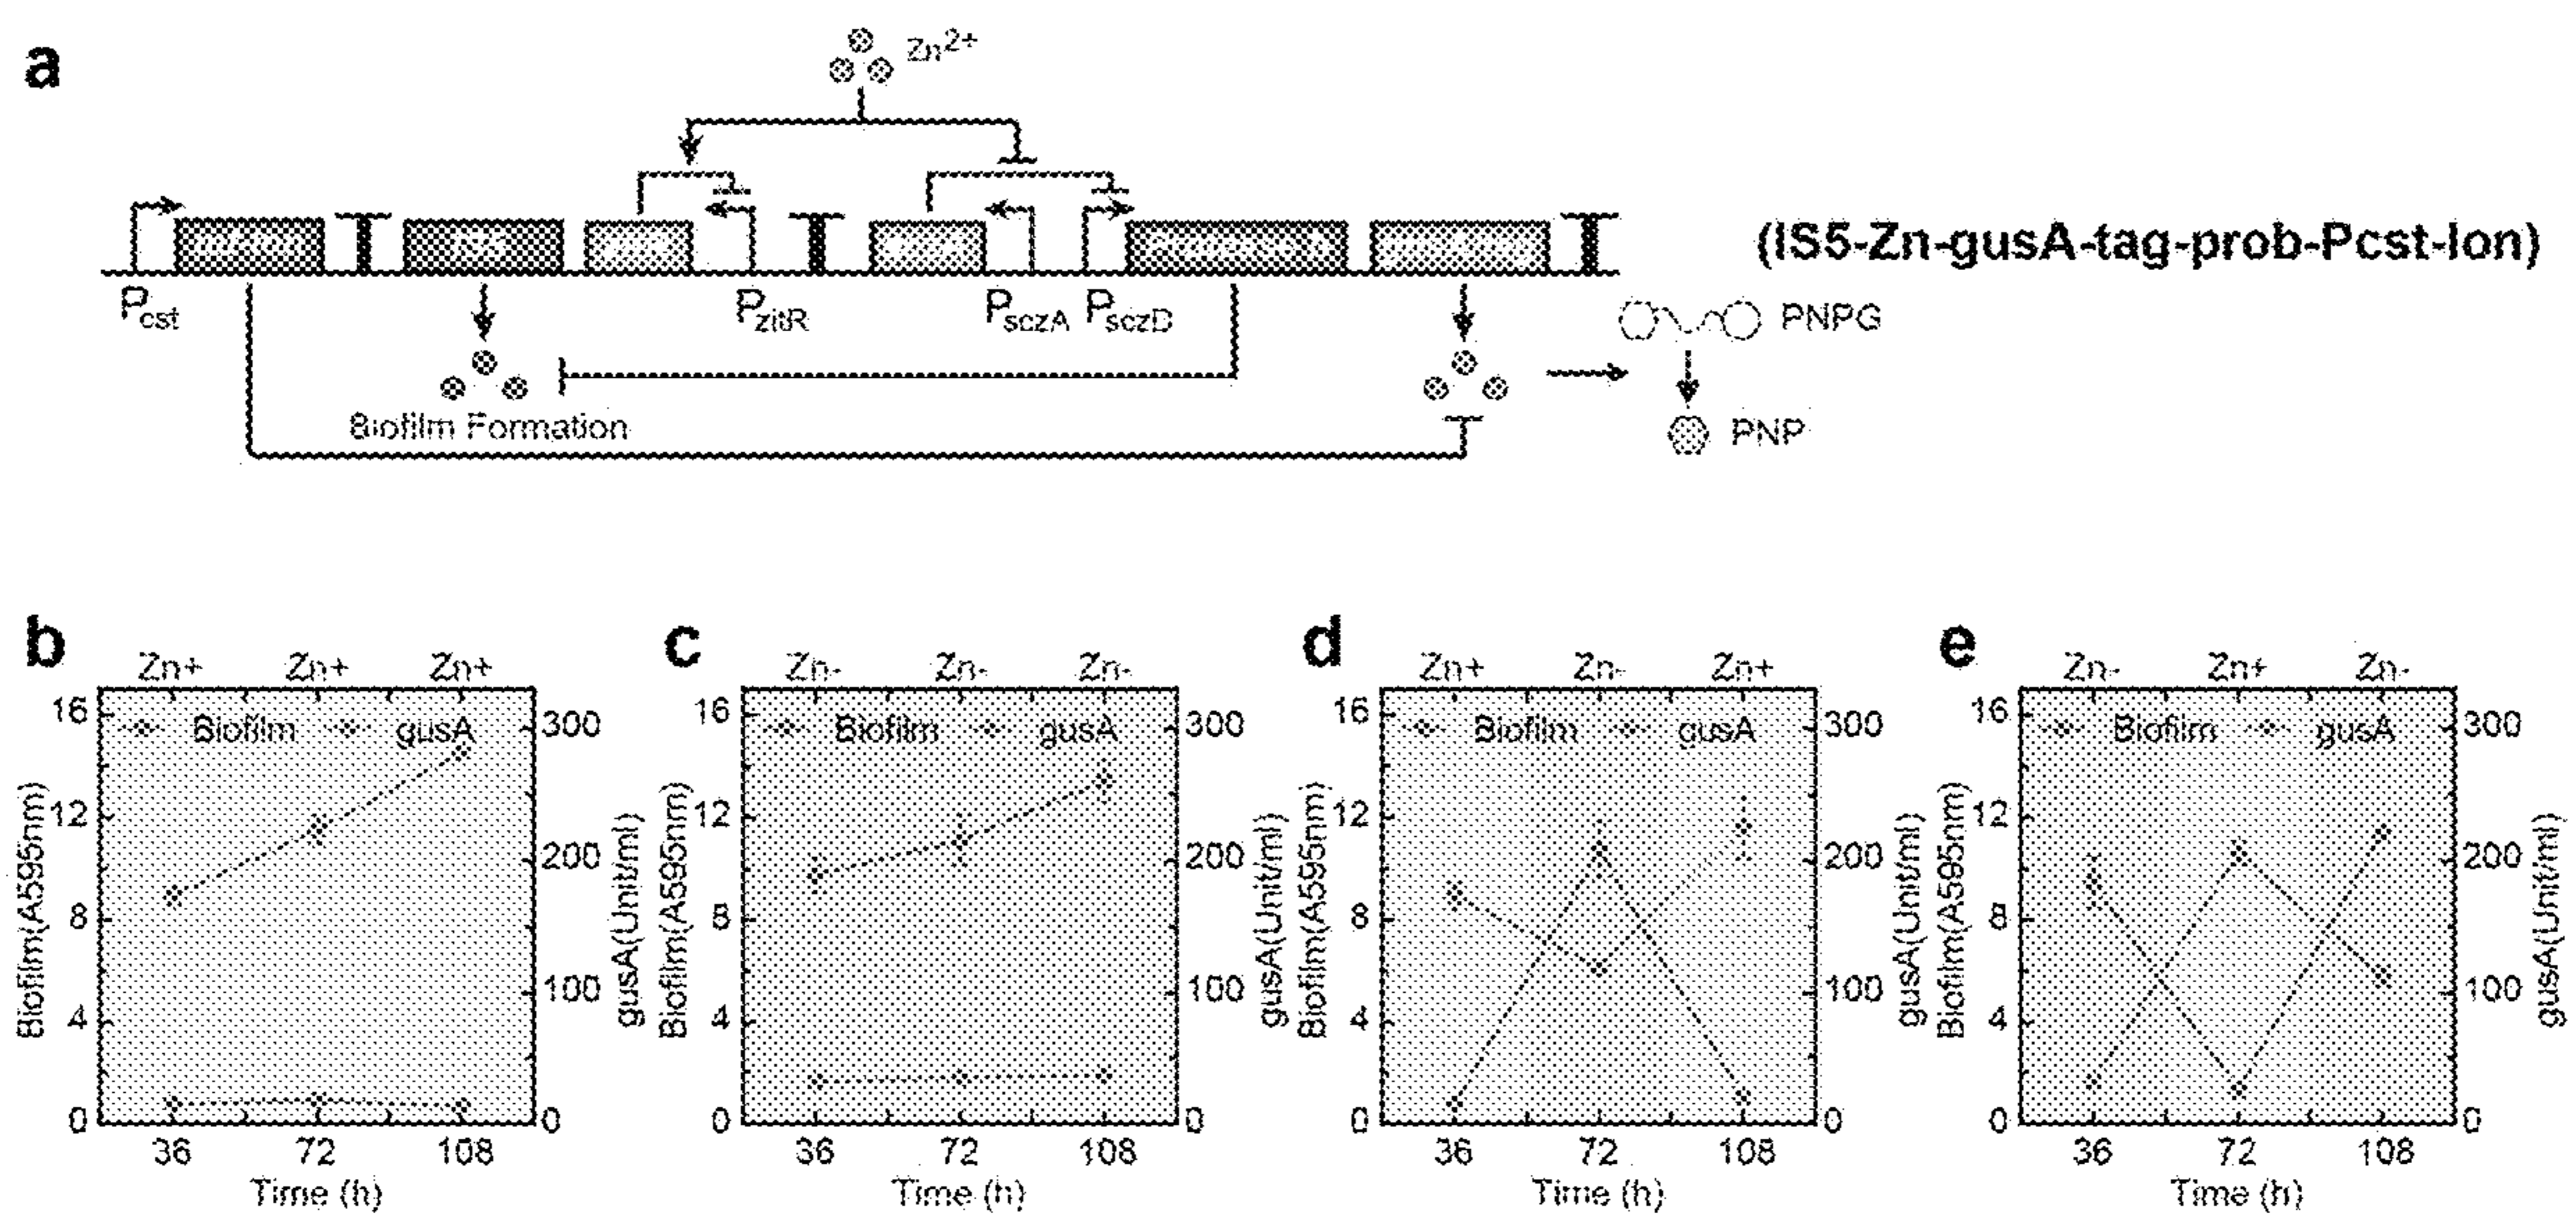 a
Zn2+
(IS5-Zn-gusA-tag-prob-Pcst-lon)
Pcst
PzitR
PsczA
PsczD
PNPG
Biofilm Formation
PNP
b
Zn+ Zn+ Zn+
Biofilm gusA
16
12
8
4
0
300
200
100
0
Biofilm(A595nm)
gusA(Unit/ml)
36 72 108
Time (h)
c
Zn- Zn- Zn-
Biofilm gusA
16
12
8
4
0
300
200
100
0
Biofilm(A595nm)
gusA(Unit/ml)
36 72 108
Time (h)
d
Zn+ Zn- Zn+
Biofilm gusA
16
12
8
4
0
300
200
100
0
Biofilm(A595nm)
gusA(Unit/ml)
36 72 108
Time (h)
e
Zn- Zn+ Zn-
Biofilm gusA
16
12
8
4
0
300
200
100
0
Biofilm(A595nm)
gusA(Unit/ml)
36 72 108
Time (h)